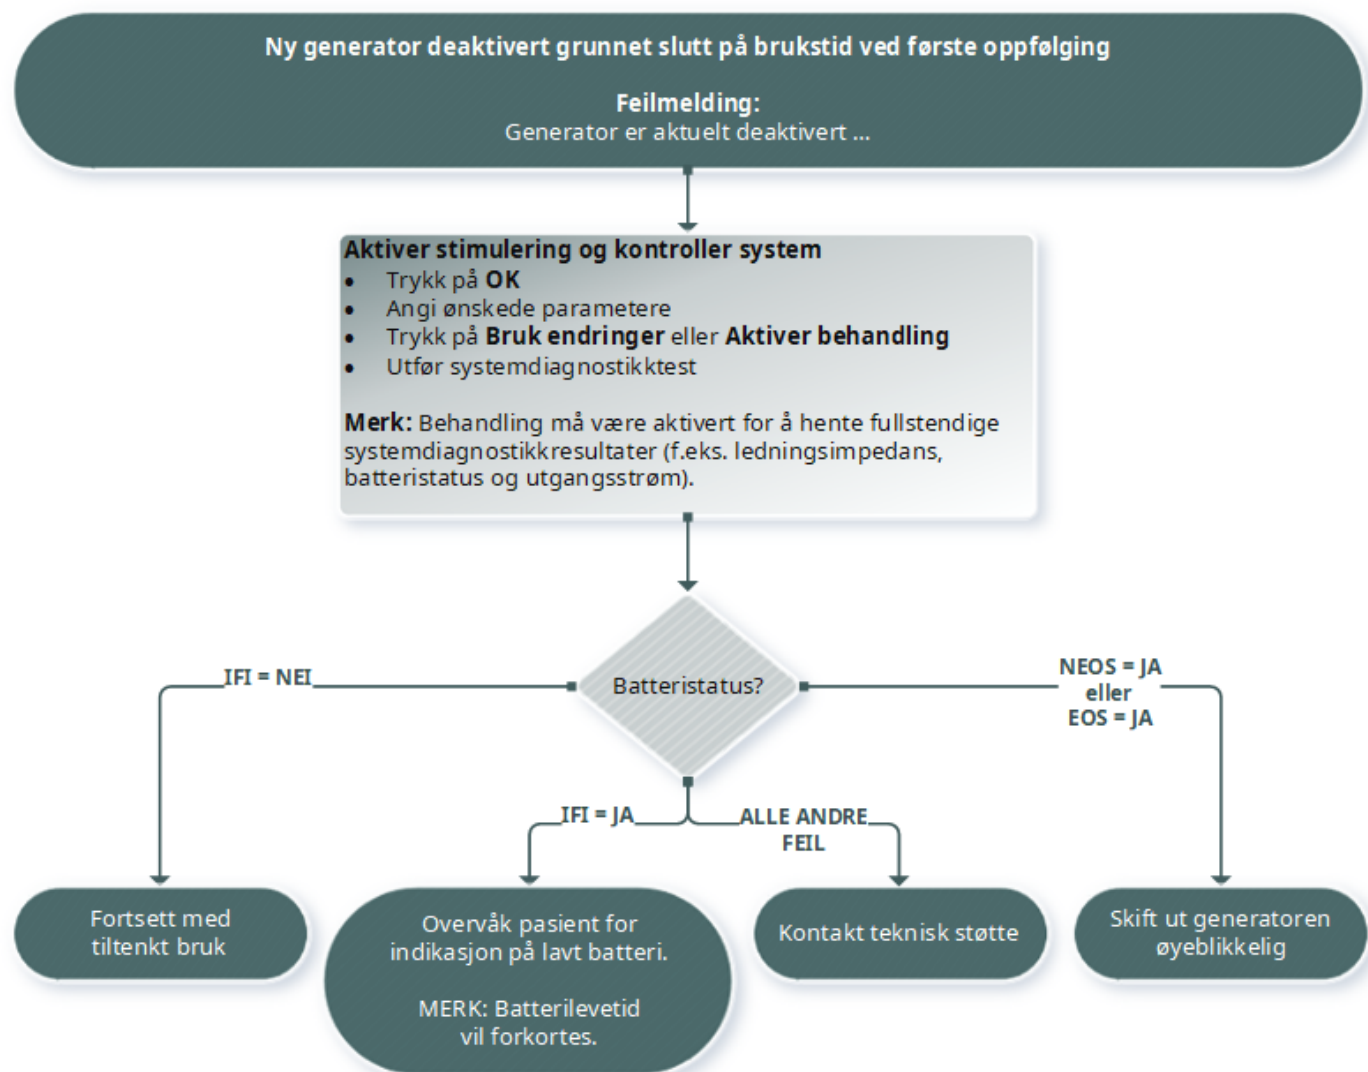 Ny generator deaktivert grunnet slutt på brukstid ved første oppfølging
Feilmelding:
Generator er aktuelt deaktivert ...
Aktiver stimulering og kontroller system
• Trykk på OK
• Angi ønskede parametere
• Trykk på Bruk endringer eller Aktiver behandling
• Utfør systemdiagnostikktest
Merk: Behandling må være aktivert for å hente fullstendige
systemdiagnostikkresultater (f.eks. ledningsimpedans,
batteristatus og utgangsstrøm).
Batteristatus?
IFI = NEI
NEOS = JA
eller
EOS = JA
IFI = JA
ALLE ANDRE
FEIL
Fortsett med
tiltenkt bruk
Overvåk pasient for
indikasjon på lavt batteri.
MERK: Batterilevetid
vil forkortes.
Kontakt teknisk støtte
Skift ut generatoren
øyeblikkelig